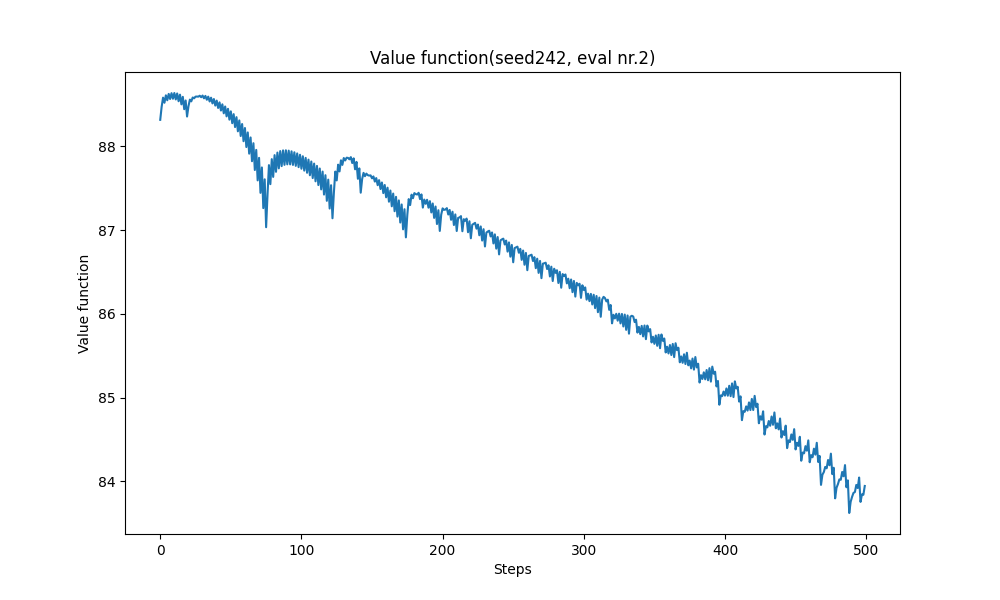 Value function(seed242, eval nr.2)
Value function
88
87
86
85
84
0 100 200 300 400 500
Steps